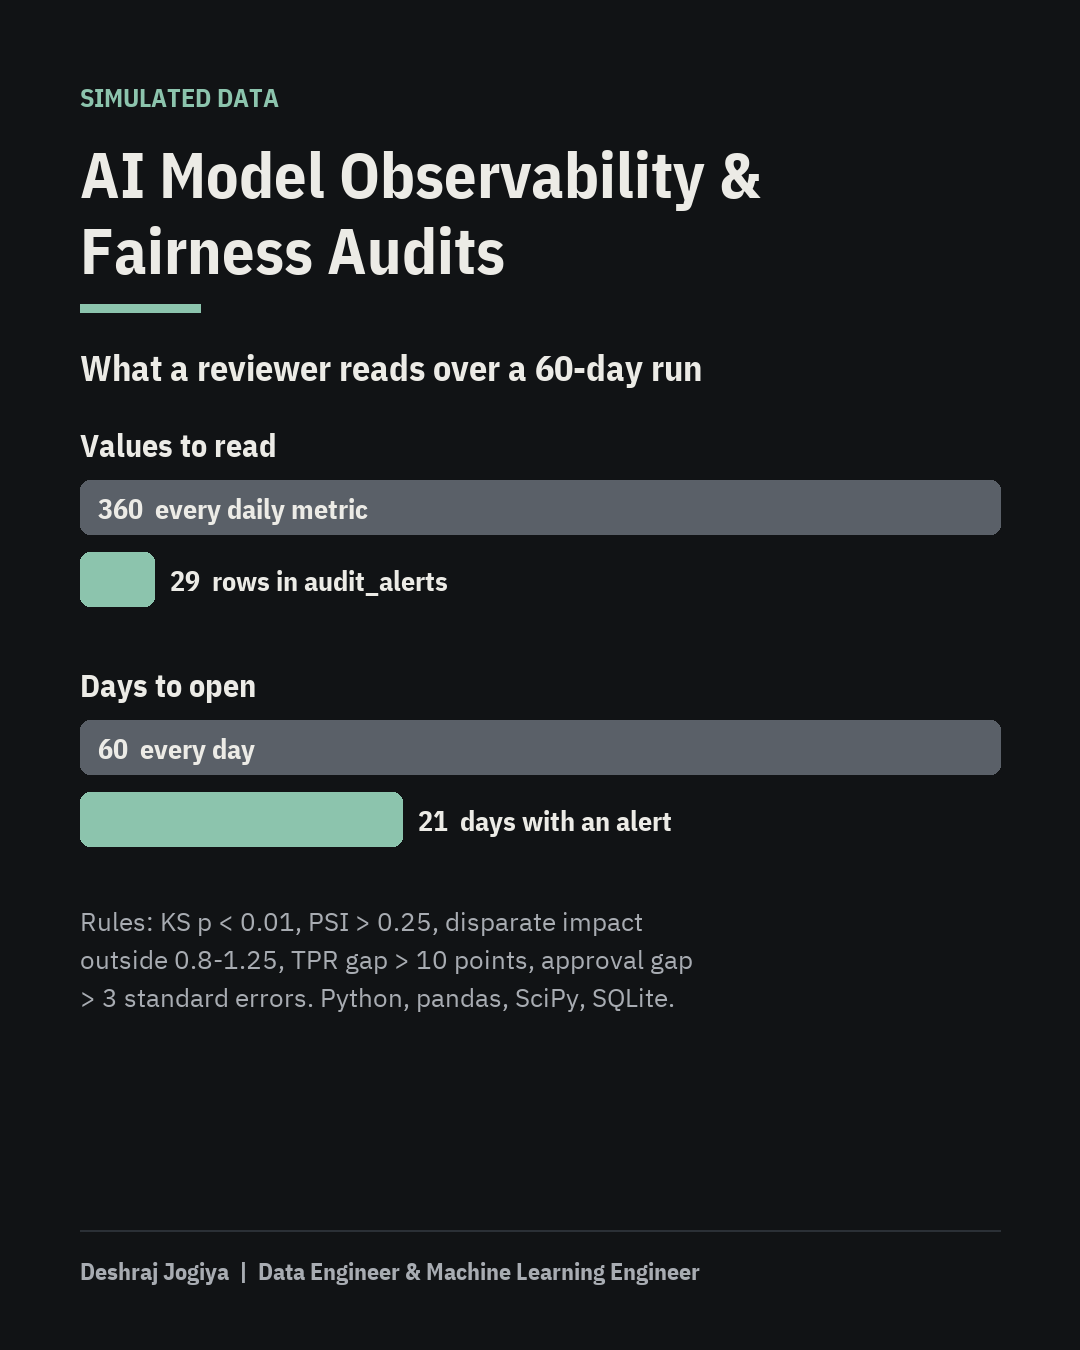 SIMULATED DATA
AI Model Observability &
Fairness Audits
What a reviewer reads over a 60-day run
Values to read
360 every daily metric
29 rows in audit_alerts
Days to open
60 every day
21 days with an alert
Rules: KS p < 0.01, PSI > 0.25, disparate impact
outside 0.8-1.25, TPR gap > 10 points, approval gap
> 3 standard errors. Python, pandas, SciPy, SQLite.
Deshraj Jogiya | Data Engineer & Machine Learning Engineer